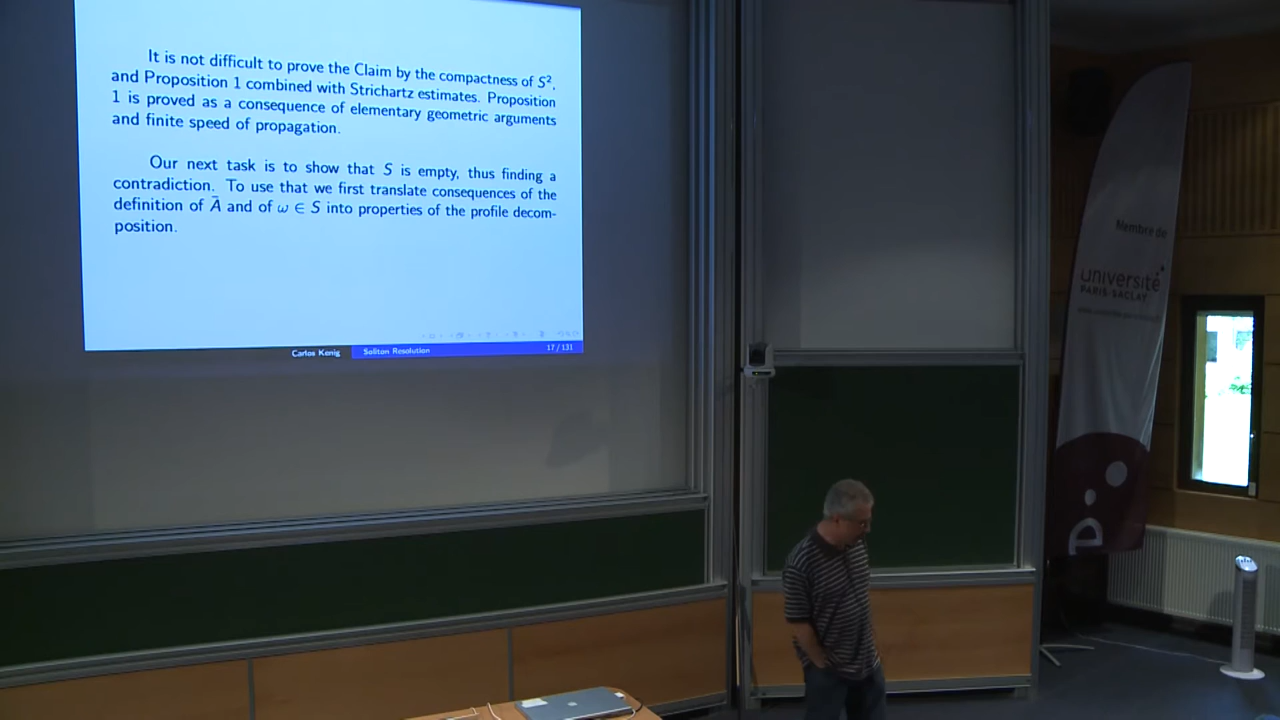 It is not difficult to prove the Claim by the compactness of S²,
and Proposition 1 combined with Strichartz estimates. Proposition
1 is proved as a consequence of elementary geometric arguments
and finite speed of propagation.
Our next task is to show that S is empty, thus finding a
contradiction. To use that we first translate consequences of the
definition of Ā and of ω ∈ S into properties of the profile decom-
position.
Carlos Kenig
Soliton Resolution
17 / 131
Membre de
université
PARIS-SACLAY